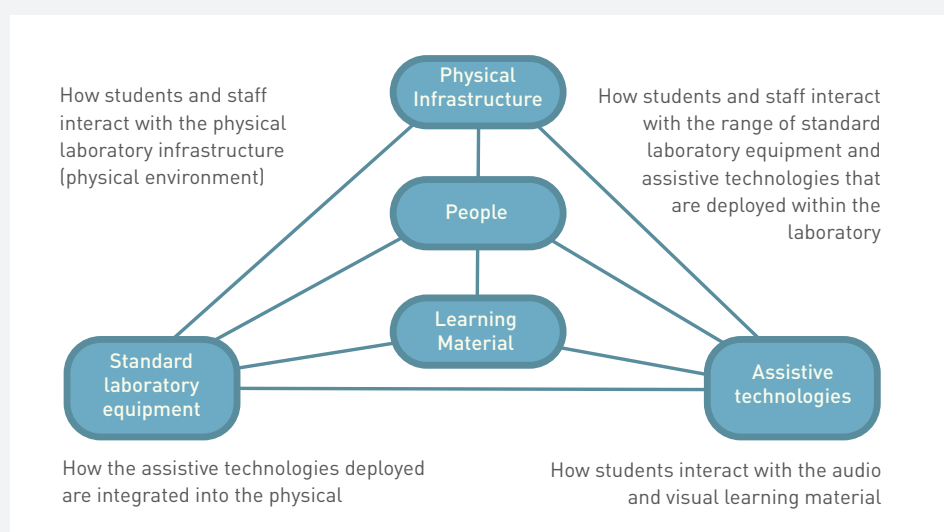 How students and staff
interact with the physical
laboratory infrastructure
(physical environment)
Physical
Infrastructure
How students and staff interact
with the range of standard
laboratory equipment and
assistive technologies that
are deployed within the
laboratory
People
Learning
Material
Standard
laboratory
equipment
Assistive
technologies
How the assistive technologies deployed
are integrated into the physical
How students interact with the audio
and visual learning material